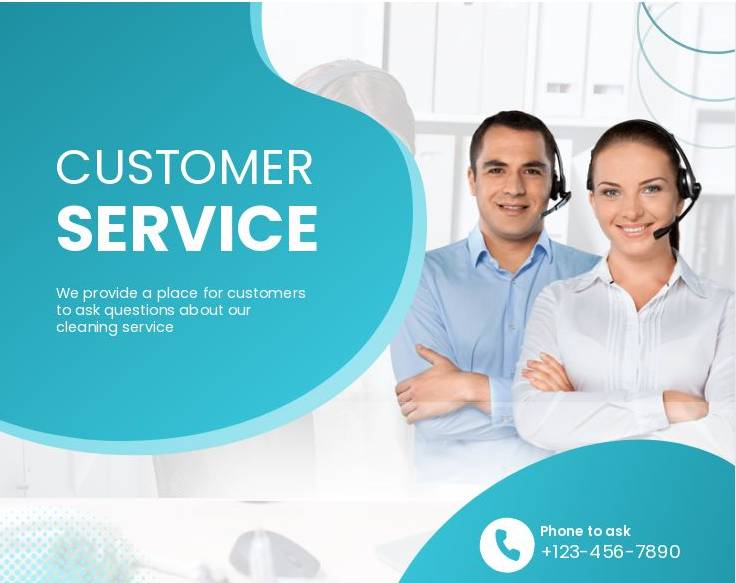 CUSTOMER
SERVICE
We provide a place for customers
to ask questions about our
cleaning service
Phone to ask
+123-456-7890